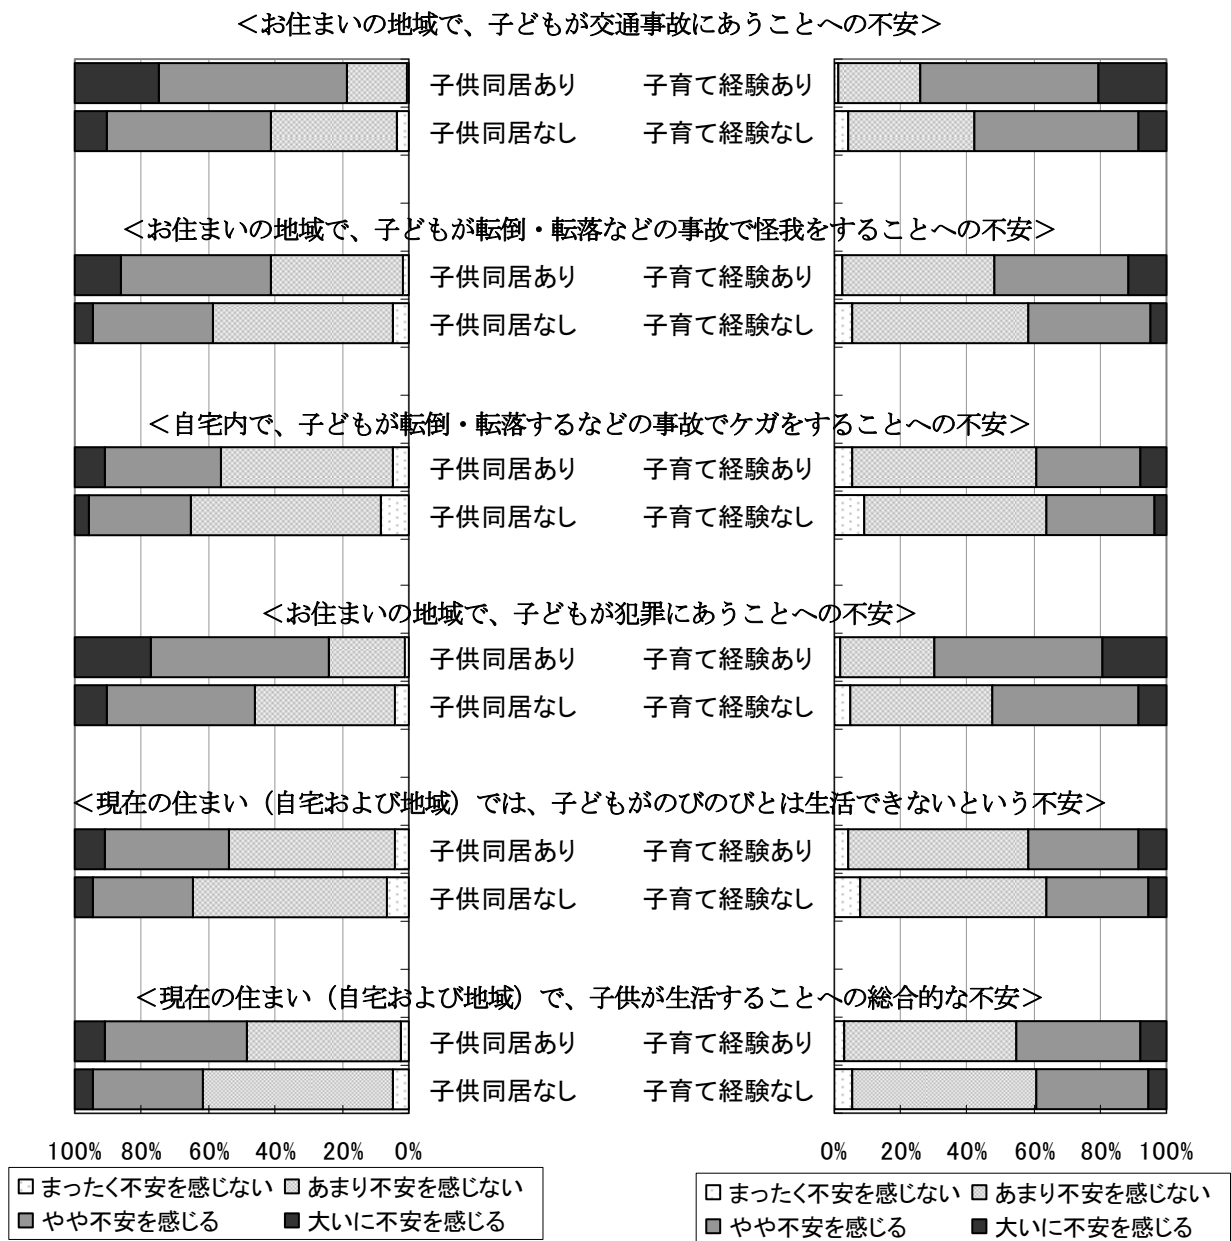 ＜お住まいの地域で、子どもが交通事故にあうことへの不安＞
子供同居あり 子育て経験あり
子供同居なし 子育て経験なし
＜お住まいの地域で、子どもが転倒・転落などの事故で怪我をすることへの不安＞
子供同居あり 子育て経験あり
子供同居なし 子育て経験なし
＜自宅内で、子どもが転倒・転落するなどの事故でケガをすることへの不安＞
子供同居あり 子育て経験あり
子供同居なし 子育て経験なし
＜お住まいの地域で、子どもが犯罪にあうことへの不安＞
子供同居あり 子育て経験あり
子供同居なし 子育て経験なし
＜現在の住まい（自宅および地域）では、子どもがのびのびとは生活できないという不安＞
子供同居あり 子育て経験あり
子供同居なし 子育て経験なし
＜現在の住まい（自宅および地域）で、子供が生活することへの総合的な不安＞
子供同居あり 子育て経験あり
子供同居なし 子育て経験なし
100% 80% 60% 40% 20% 0% 0% 20% 40% 60% 80% 100%
まったく不安を感じない あまり不安を感じない
やや不安を感じる 大いに不安を感じる
まったく不安を感じない あまり不安を感じない
やや不安を感じる 大いに不安を感じる